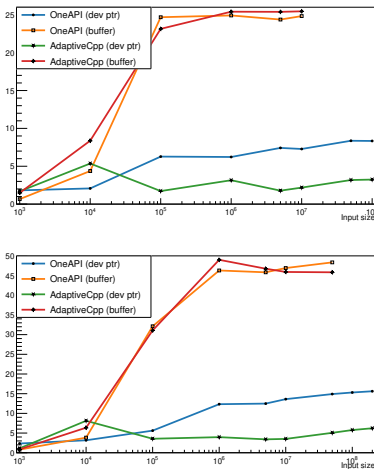 25
OneAPI (dev ptr)
OneAPI (buffer)
AdaptiveCpp (dev ptr)
20
AdaptiveCpp (buffer)
15
10
5
0
10³ 10⁴ 10⁵ 10⁶ 10⁷ 10⁸
Input size
50
OneAPI (dev ptr)
45
OneAPI (buffer)
AdaptiveCpp (dev ptr)
40
AdaptiveCpp (buffer)
35
30
25
20
15
10
5
0
10³ 10⁴ 10⁵ 10⁶ 10⁷ 10⁸
Input size